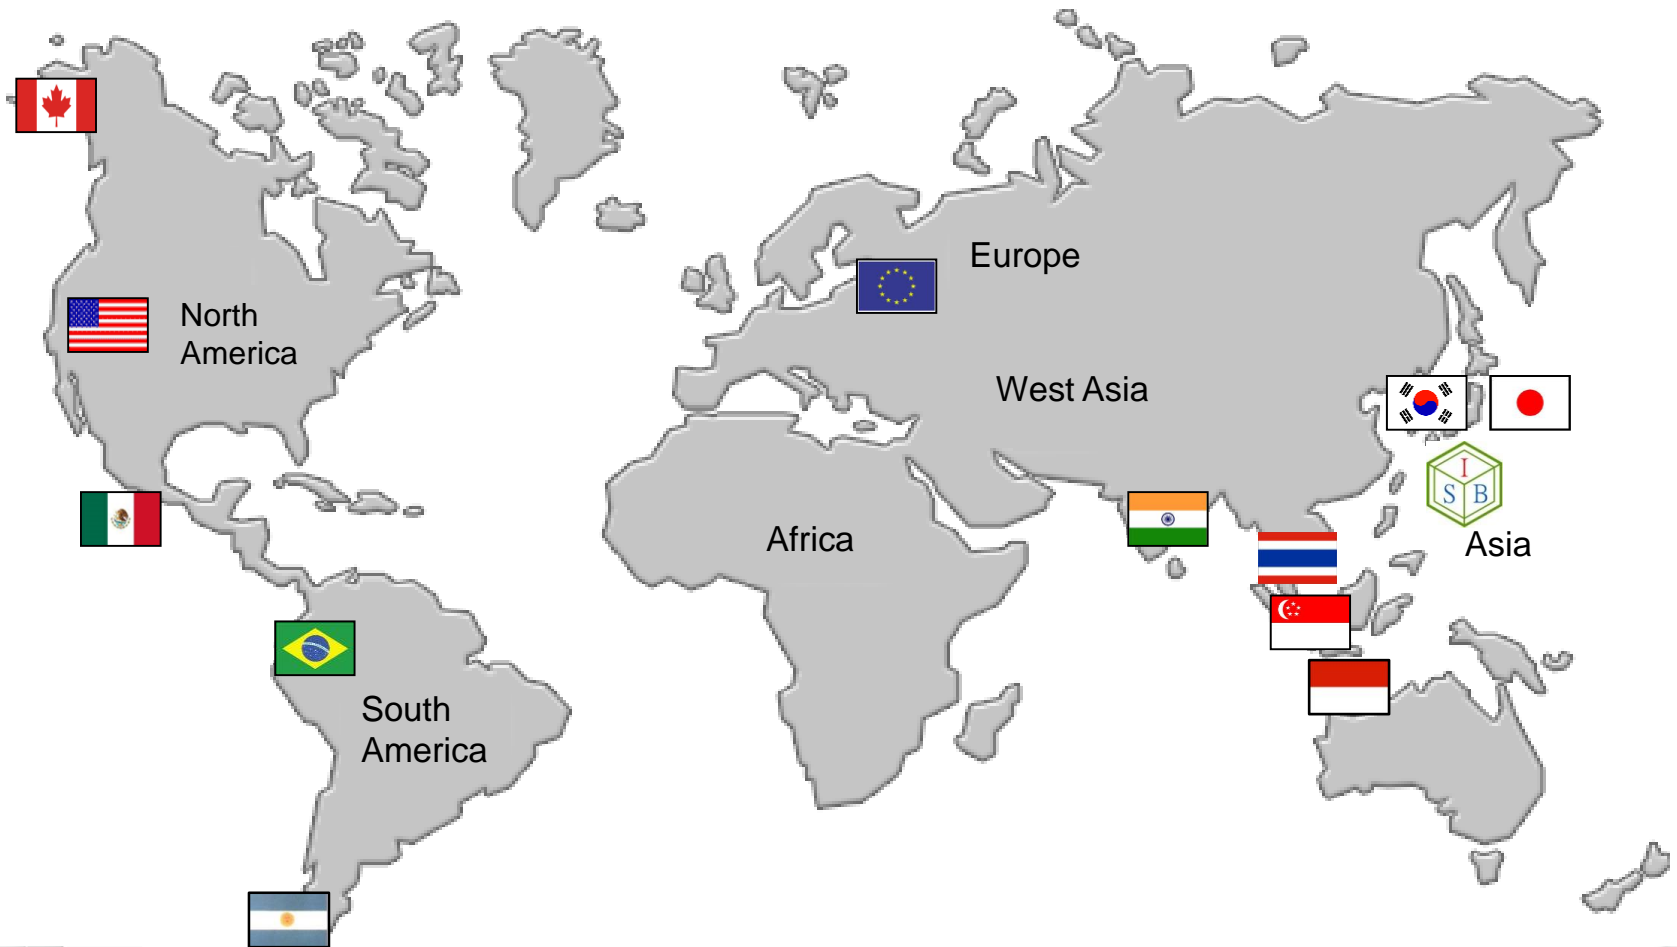 Europe
North
America
West Asia
I
S B
Africa
Asia
South
America